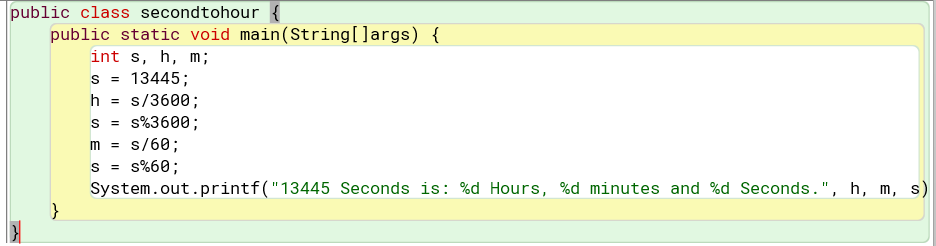 public class secondtohour {
    public static void main(String[]args) {
        int s, h, m;
        s = 13445;
        h = s/3600;
        s = s%3600;
        m = s/60;
        s = s%60;
        System.out.printf("13445 Seconds is: %d Hours, %d minutes and %d Seconds.", h, m, s)
    }
}